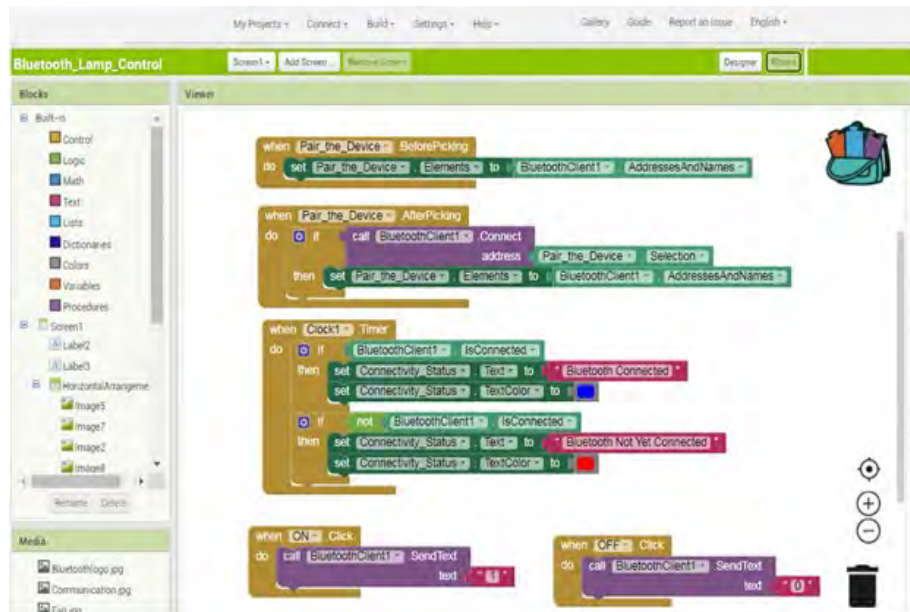 My Projects Connect Build Settings Help Gallery Guide Report an Issue English
Bluetooth_Lamp_Control Screen1 Add Screen ... Remove Screen Designer Blocks
Blocks
Viewer
Built-in
Control
Logic
Math
Text
Lists
Dictionaries
Colors
Variables
Procedures
Screen1
Label2
Label3
HorizontalArrangeme
Image5
Image7
Image2
Image8
Rename Delete
Media
Bluetoothlogo.jpg
Communication.jpg
when Pair_the_Device BeforePicking
do set Pair_the_Device . Elements to BluetoothClient1 . AddressesAndNames
when Pair_the_Device AfterPicking
do if call BluetoothClient1 .Connect
address Pair_the_Device . Selection
then set Pair_the_Device . Elements to BluetoothClient1 . AddressesAndNames
when Clock1 Timer
do if BluetoothClient1 . IsConnected
then set Connectivity_Status . Text to " Bluetooth Connected "
set Connectivity_Status . TextColor to
if not BluetoothClient1 . IsConnected
then set Connectivity_Status . Text to " Bluetooth Not Yet Connected "
set Connectivity_Status . TextColor to
when ON Click
do call BluetoothClient1 .SendText
text " 1 "
when OFF Click
do call BluetoothClient1 .SendText
text " 0 "